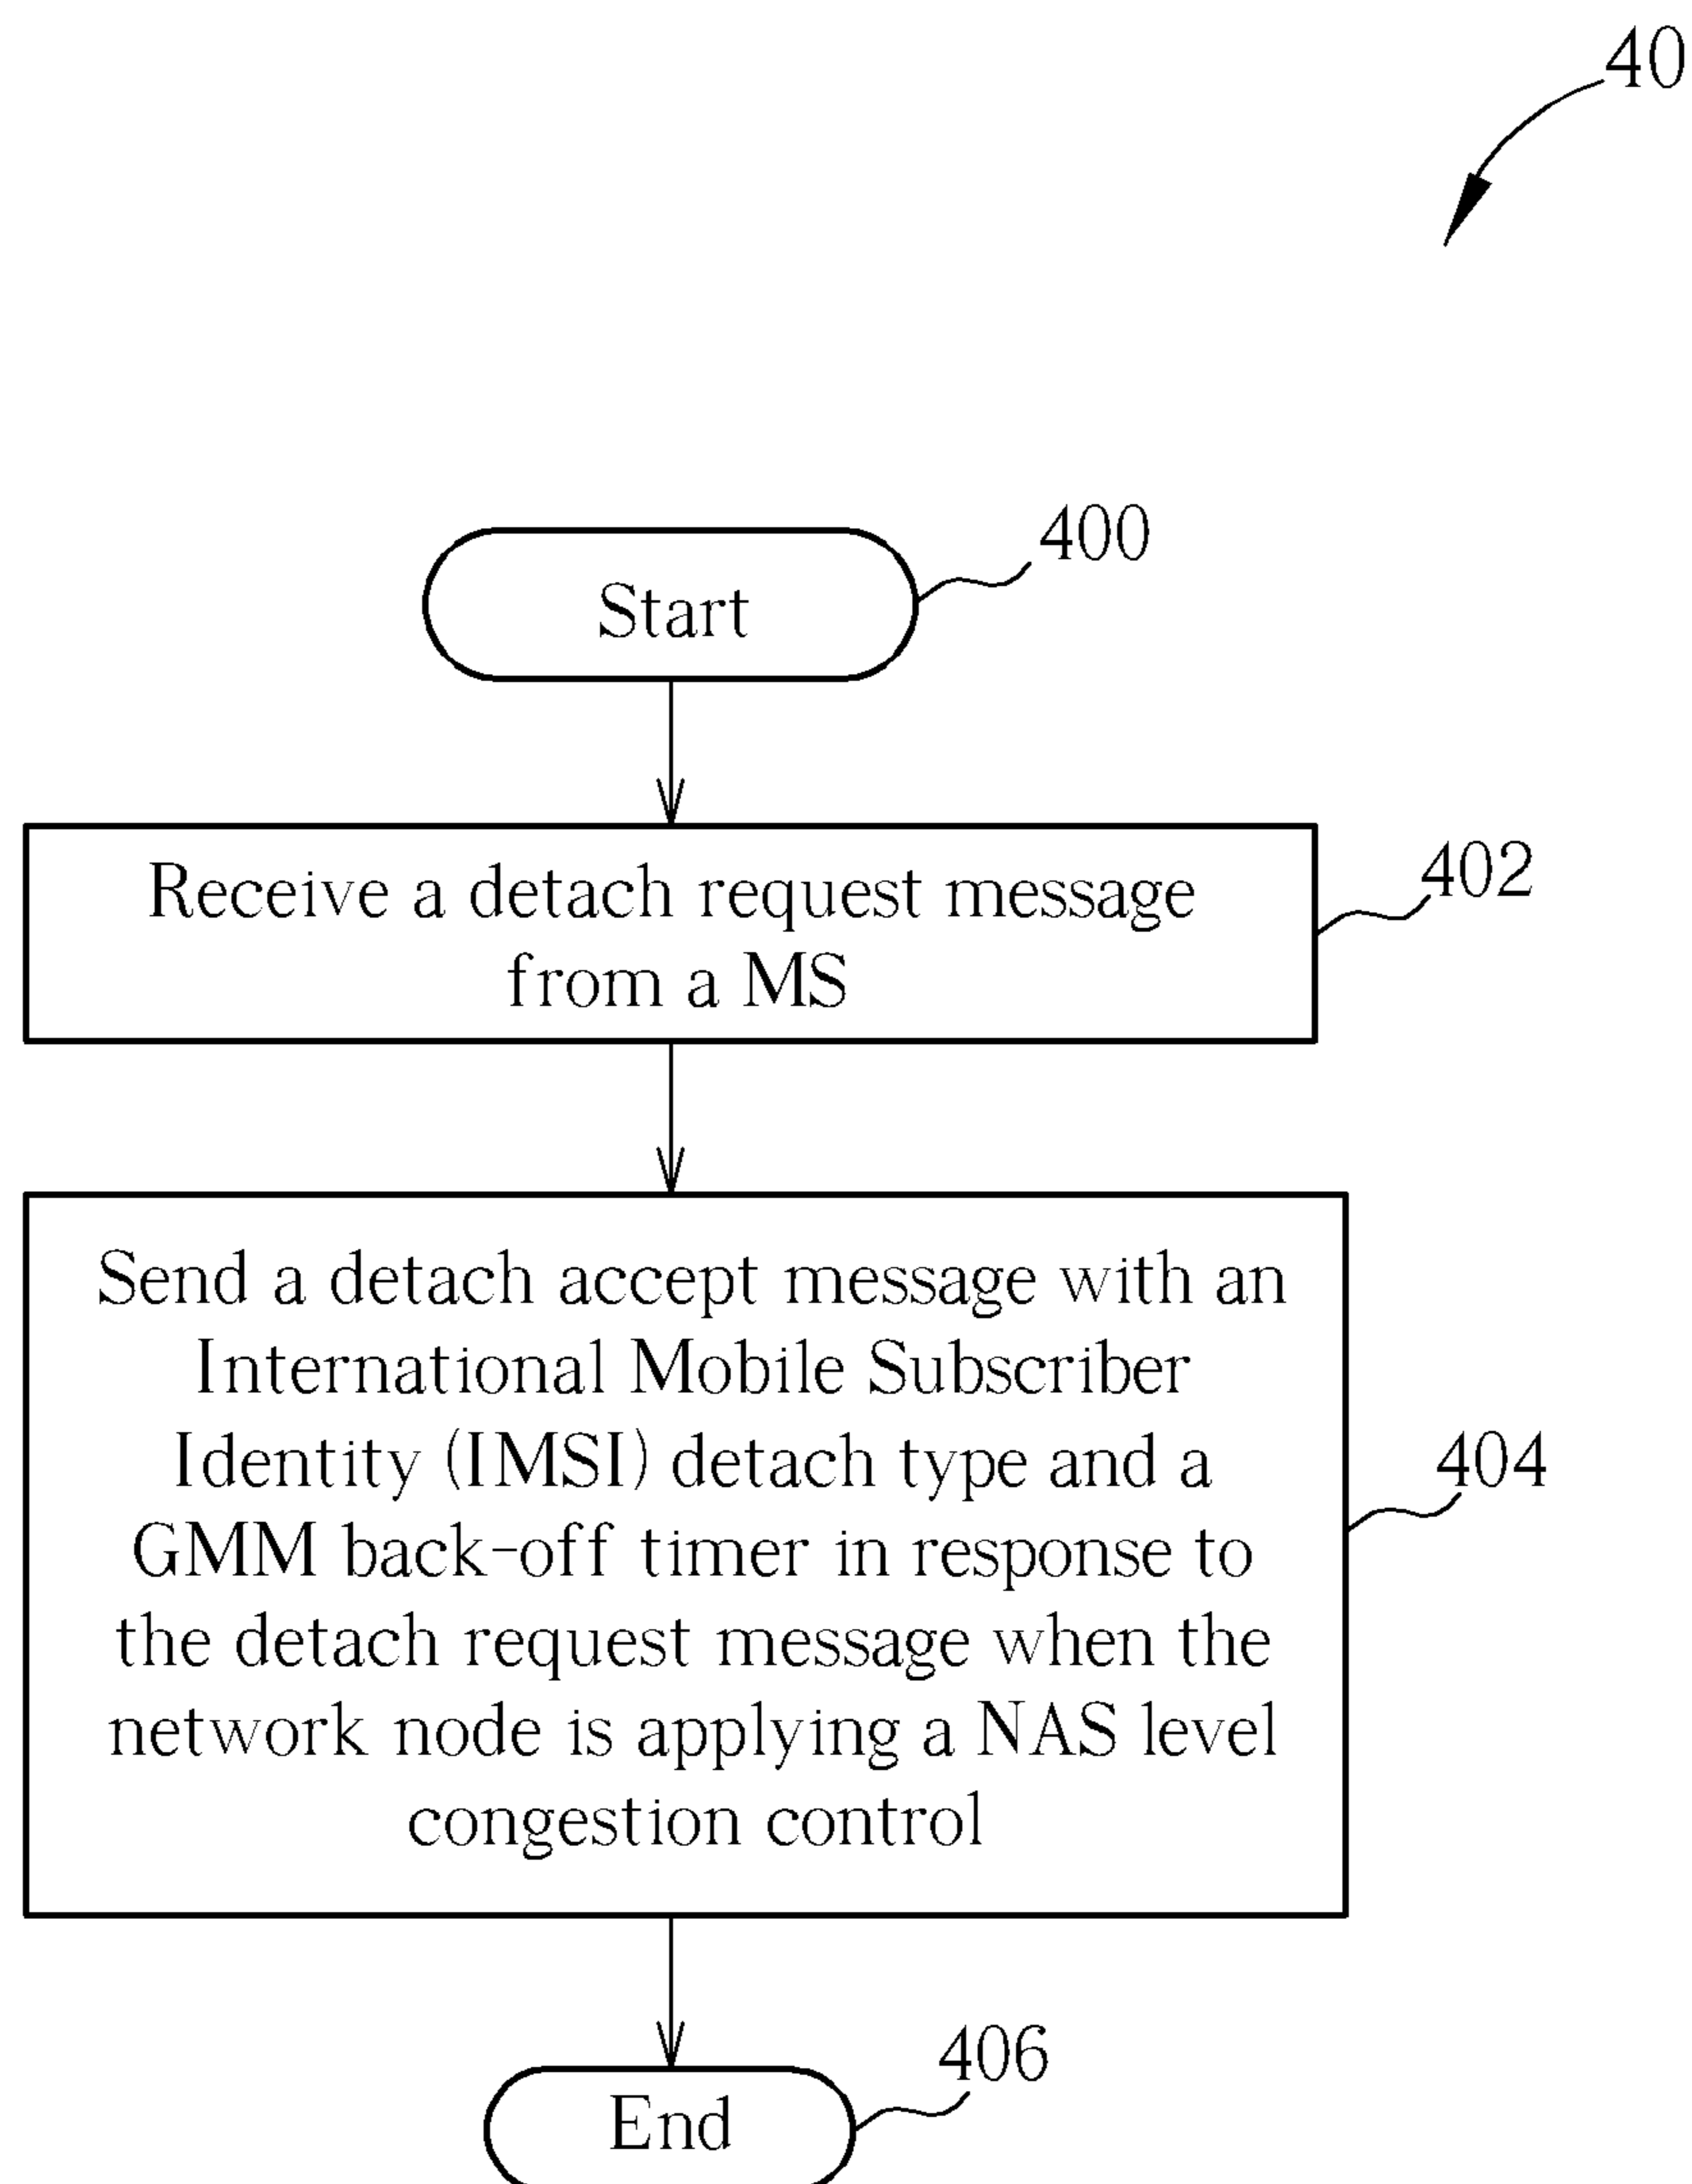 40
Start
400
Receive a detach request message
from a MS
402
Send a detach accept message with an
International Mobile Subscriber
Identity (IMSI) detach type and a
GMM back-off timer in response to
the detach request message when the
network node is applying a NAS level
congestion control
404
End
406